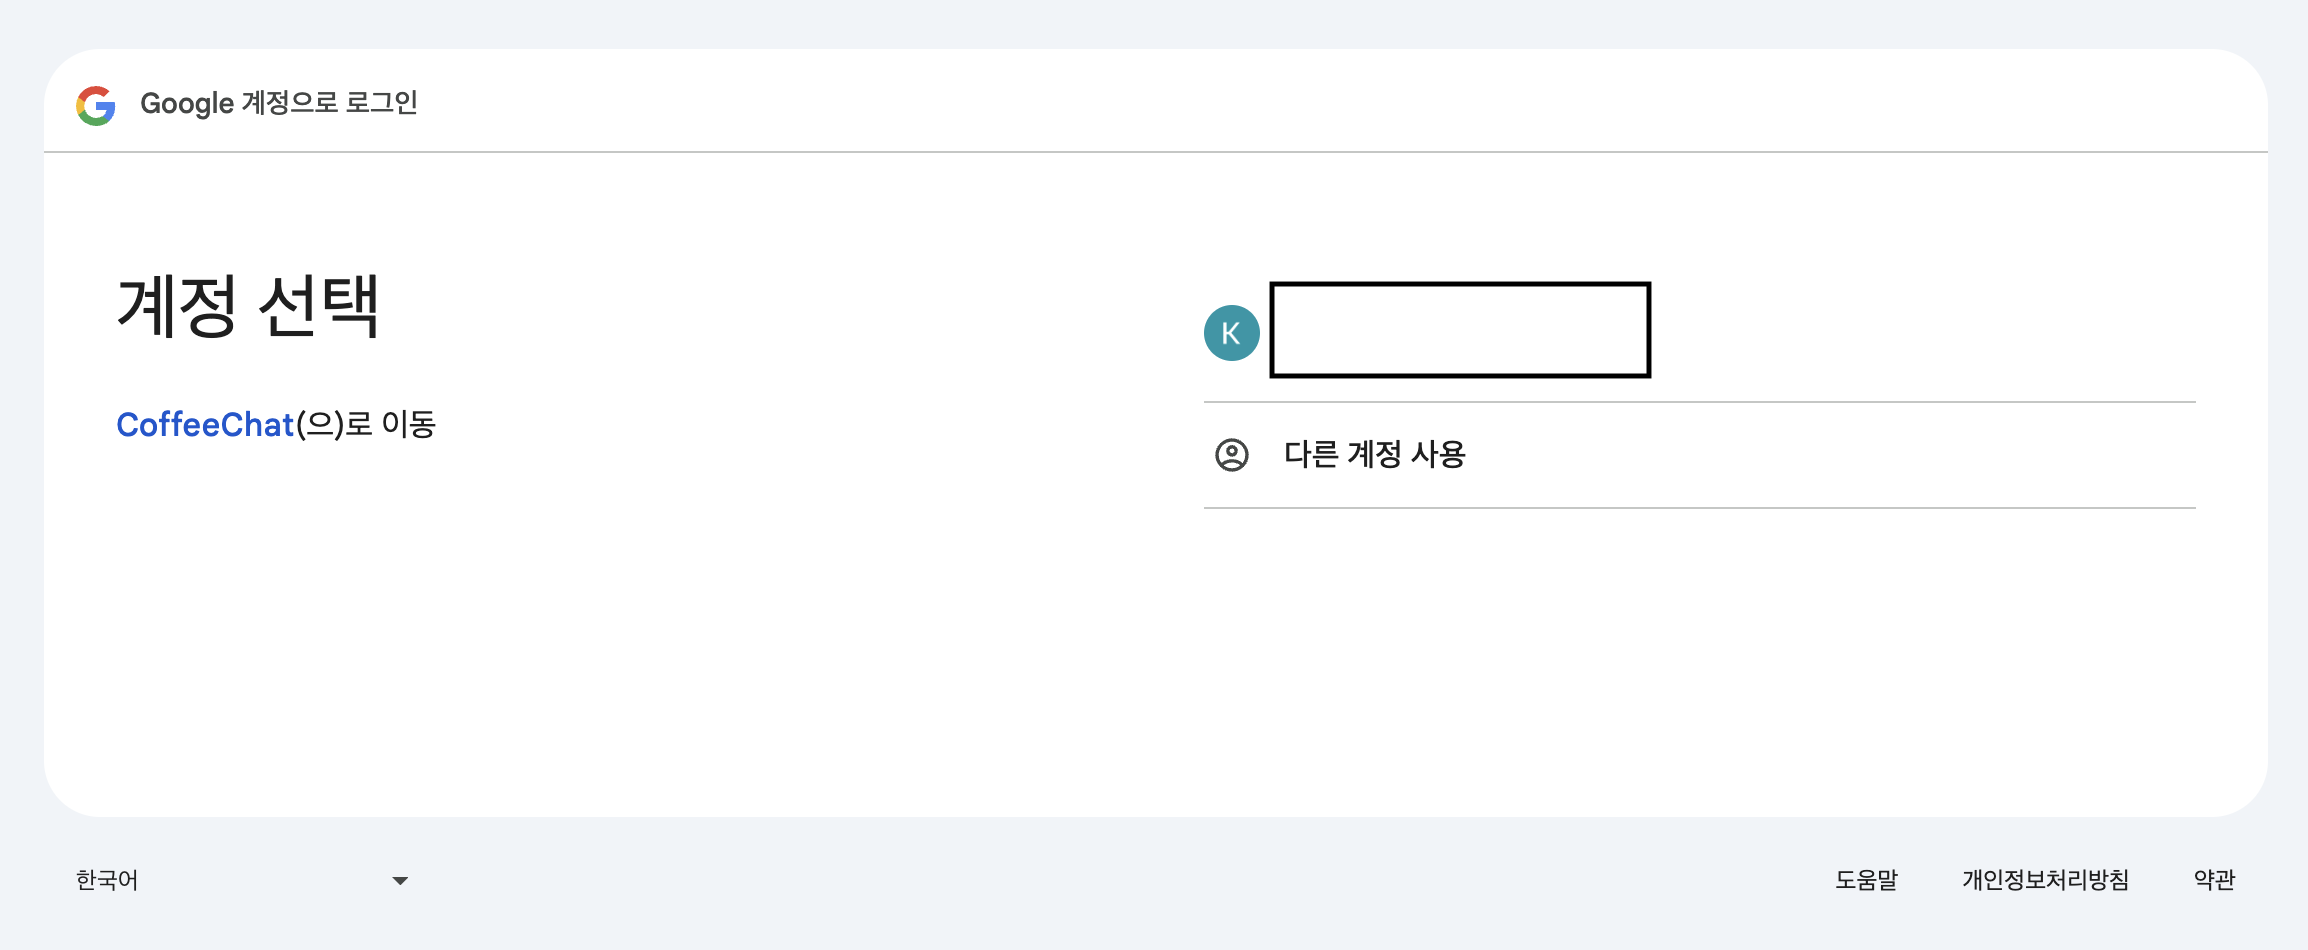 Google 계정으로 로그인
계정 선택
CoffeeChat(으)로 이동
K
다른 계정 사용
한국어
도움말 개인정보처리방침 약관